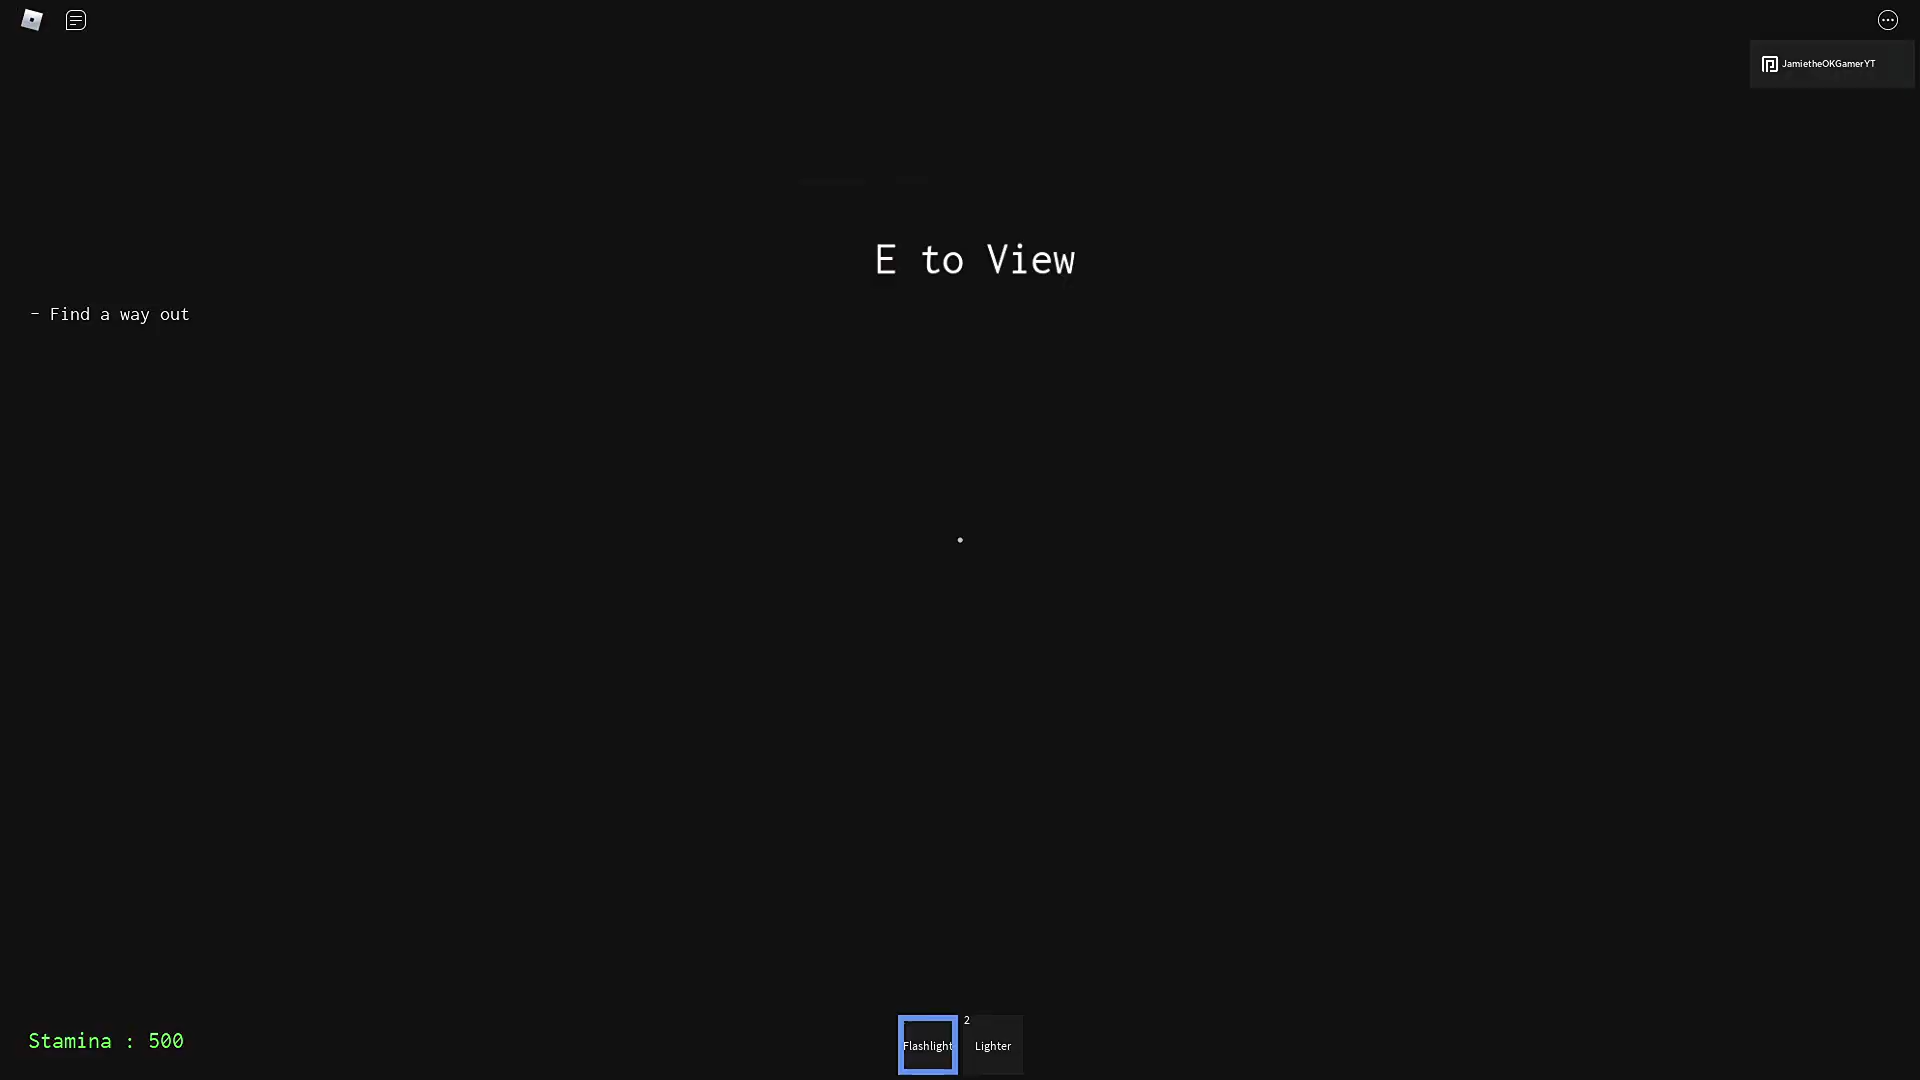 JamietheOKGamerYT
E to View
- Find a way out
Stamina : 500
Flashlight
2
Lighter